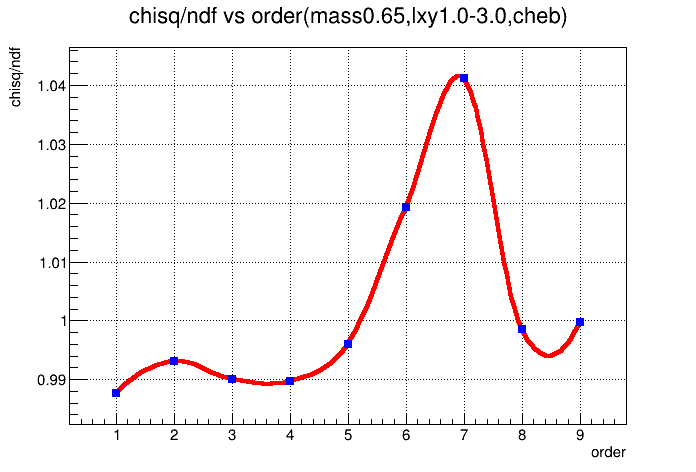 chisq/ndf vs order(mass0.65,lxy1.0-3.0,cheb)
chisq/ndf
1.04
1.03
1.02
1.01
1
0.99
1 2 3 4 5 6 7 8 9
order